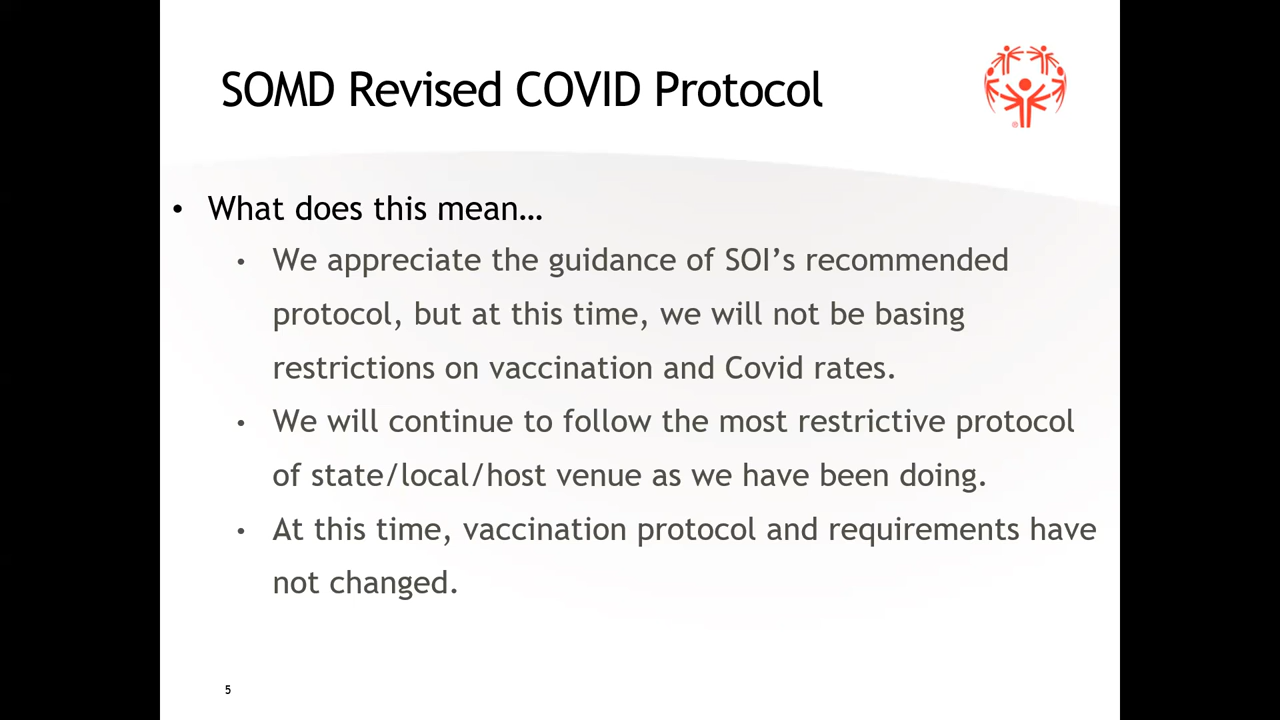 SOMD Revised COVID Protocol
®
• What does this mean…
• We appreciate the guidance of SOI’s recommended
protocol, but at this time, we will not be basing
restrictions on vaccination and Covid rates.
• We will continue to follow the most restrictive protocol
of state/local/host venue as we have been doing.
• At this time, vaccination protocol and requirements have
not changed.
5